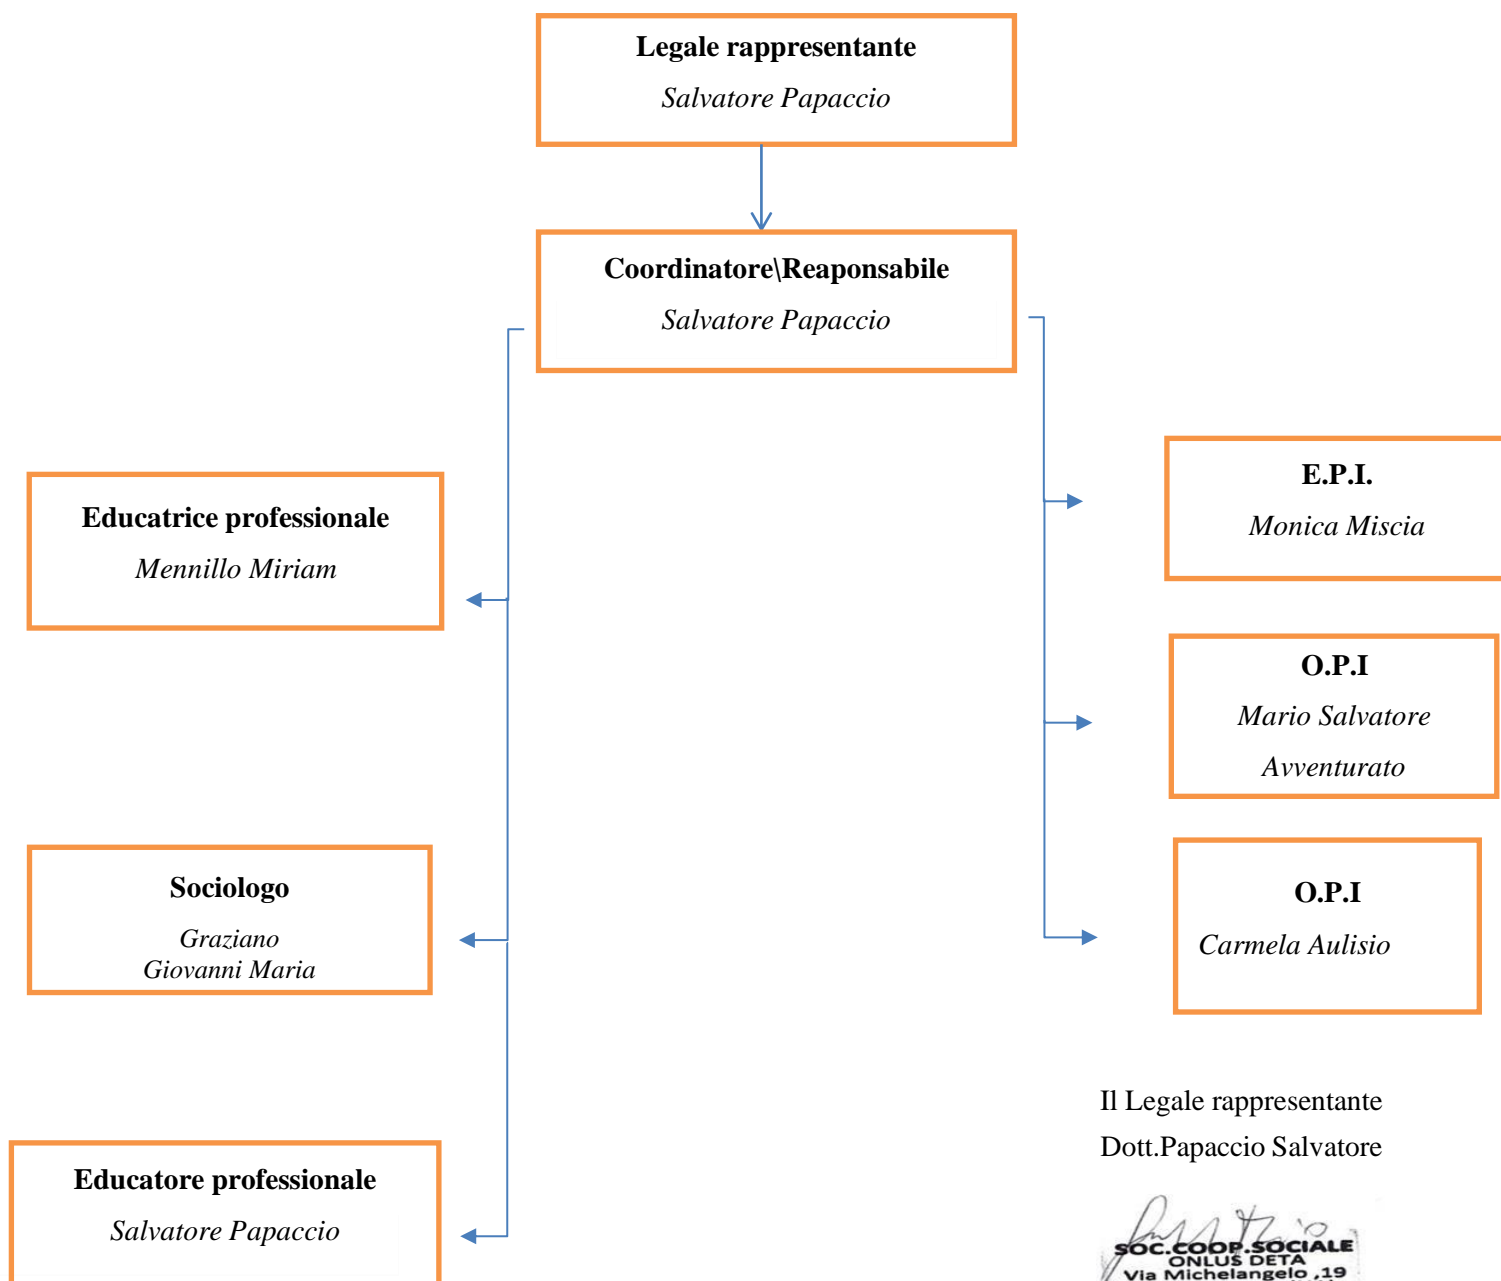 Legale rappresentante
Salvatore Papaccio
Coordinatore\Reaponsabile
Salvatore Papaccio
Educatrice professionale
Mennillo Miriam
Sociologo
Graziano
Giovanni Maria
Educatore professionale
Salvatore Papaccio
E.P.I.
Monica Miscia
O.P.I
Mario Salvatore
Avventurato
O.P.I
Carmela Aulisio
Il Legale rappresentante
Dott.Papaccio Salvatore
SOC.COOP.SOCIALE
ONLUS DETA
Via Michelangelo ,19